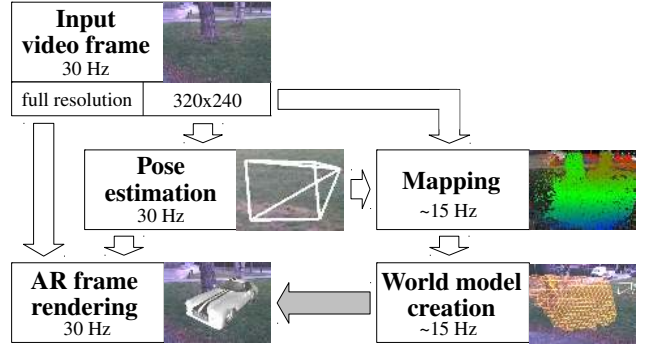 Input
video frame
30 Hz
full resolution
320x240
Pose
estimation
30 Hz
Mapping
~15 Hz
AR frame
rendering
30 Hz
World model
creation
~15 Hz